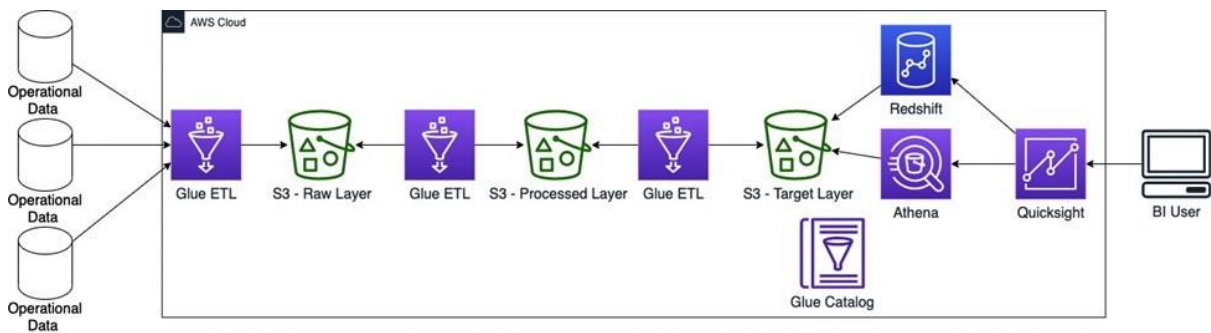 AWS Cloud
Operational
Data
Operational
Data
Operational
Data
Glue ETL
S3 - Raw Layer
Glue ETL
S3 - Processed Layer
Glue ETL
S3 - Target Layer
Redshift
Athena
Quicksight
BI User
Glue Catalog